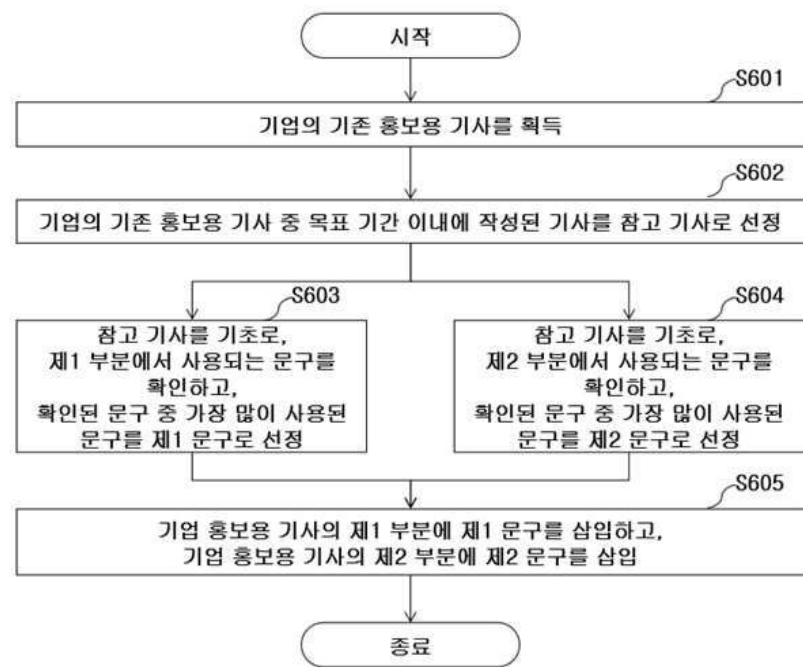 시작
S601
기업의 기존 홍보용 기사를 획득
S602
기업의 기존 홍보용 기사 중 목표 기간 이내에 작성된 기사를 참고 기사로 선정
S603
참고 기사를 기초로,
제1 부분에서 사용되는 문구를
확인하고,
확인된 문구 중 가장 많이 사용된
문구를 제1 문구로 선정
S604
참고 기사를 기초로,
제2 부분에서 사용되는 문구를
확인하고,
확인된 문구 중 가장 많이 사용된
문구를 제2 문구로 선정
S605
기업 홍보용 기사의 제1 부분에 제1 문구를 삽입하고,
기업 홍보용 기사의 제2 부분에 제2 문구를 삽입
종료